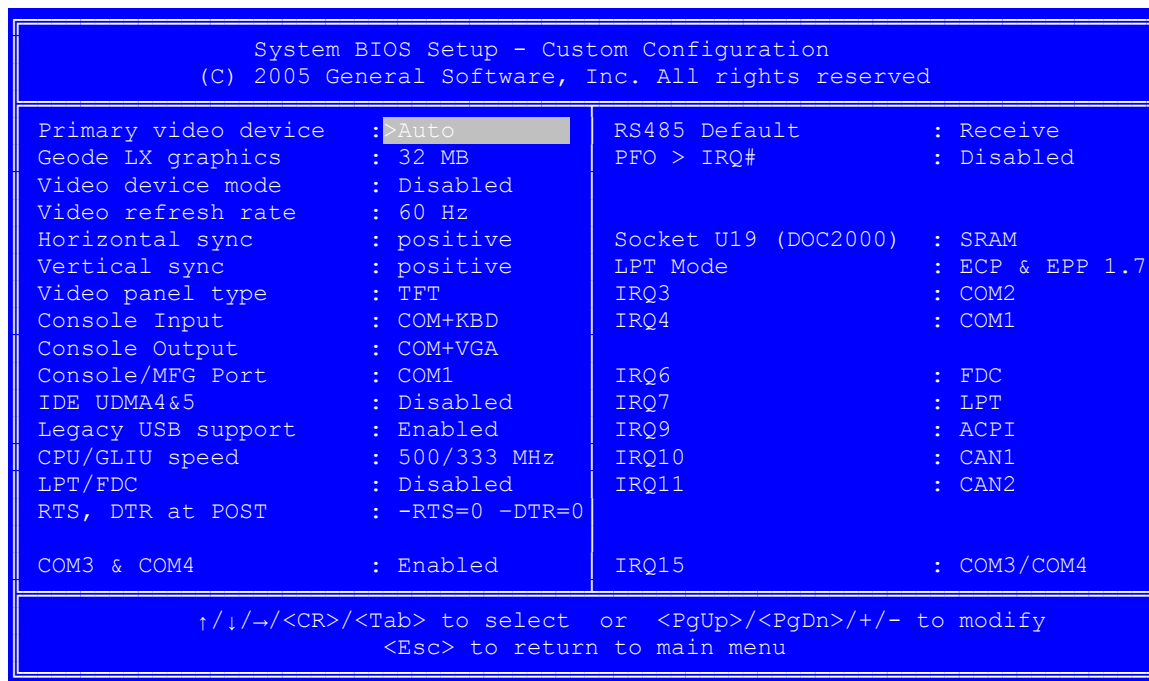 System BIOS Setup - Custom Configuration
(C) 2005 General Software, Inc. All rights reserved
Primary video device :>Auto RS485 Default : Receive
Geode LX graphics : 32 MB PFO > IRQ# : Disabled
Video device mode : Disabled
Video refresh rate : 60 Hz
Horizontal sync : positive Socket U19 (DOC2000) : SRAM
Vertical sync : positive LPT Mode : ECP & EPP 1.7
Video panel type : TFT IRQ3 : COM2
Console Input : COM+KBD IRQ4 : COM1
Console Output : COM+VGA
Console/MFG Port : COM1 IRQ6 : FDC
IDE UDMA4&5 : Disabled IRQ7 : LPT
Legacy USB support : Enabled IRQ9 : ACPI
CPU/GLIU speed : 500/333 MHz IRQ10 : CAN1
LPT/FDC : Disabled IRQ11 : CAN2
RTS, DTR at POST : -RTS=0 –DTR=0
COM3 & COM4 : Enabled IRQ15 : COM3/COM4
↑/↓/→/<CR>/<Tab> to select or <PgUp>/<PgDn>/+/- to modify
<Esc> to return to main menu